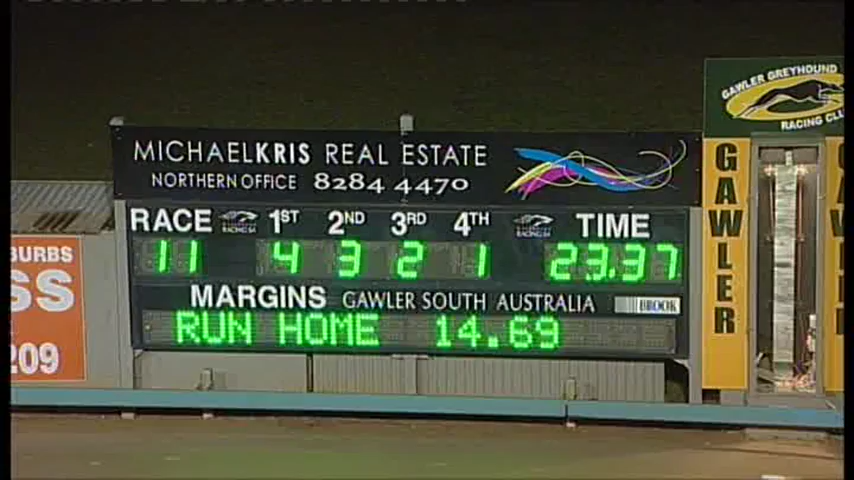 MICHAELKRIS REAL ESTATE
NORTHERN OFFICE 8284 4470
GAWLER GREYHOUND
RACING CLUB
RACE 1ST 2ND 3RD 4TH TIME
11 4 3 2 1 23.37
MARGINS GAWLER SOUTH AUSTRALIA BROOK
RUN HOME 14.69
GAWLER
BURBS
SS
209